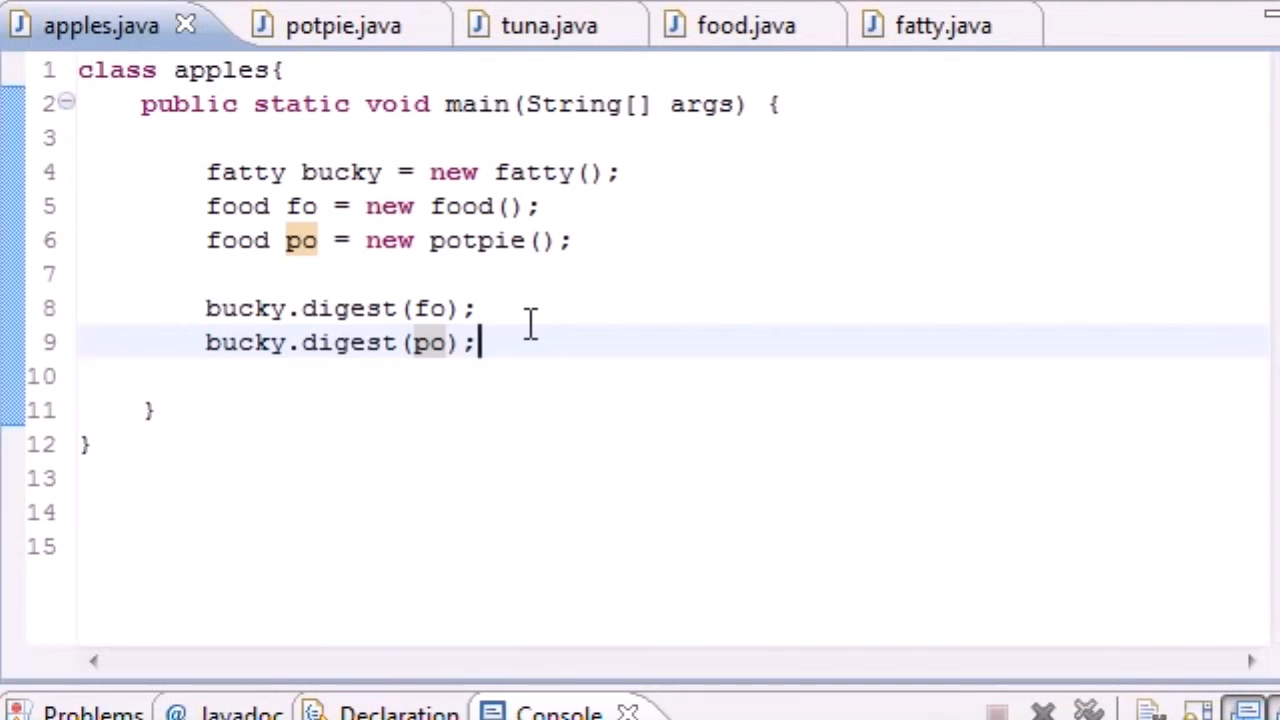 apples.java potpie.java tuna.java food.java fatty.java
1 class apples{
2 public static void main(String[] args) {
3
4 fatty bucky = new fatty();
5 food fo = new food();
6 food po = new potpie();
7
8 bucky.digest(fo);
9 bucky.digest(po);
10
11 }
12 }
13
14
15
Problems @ Javadoc Declaration Console